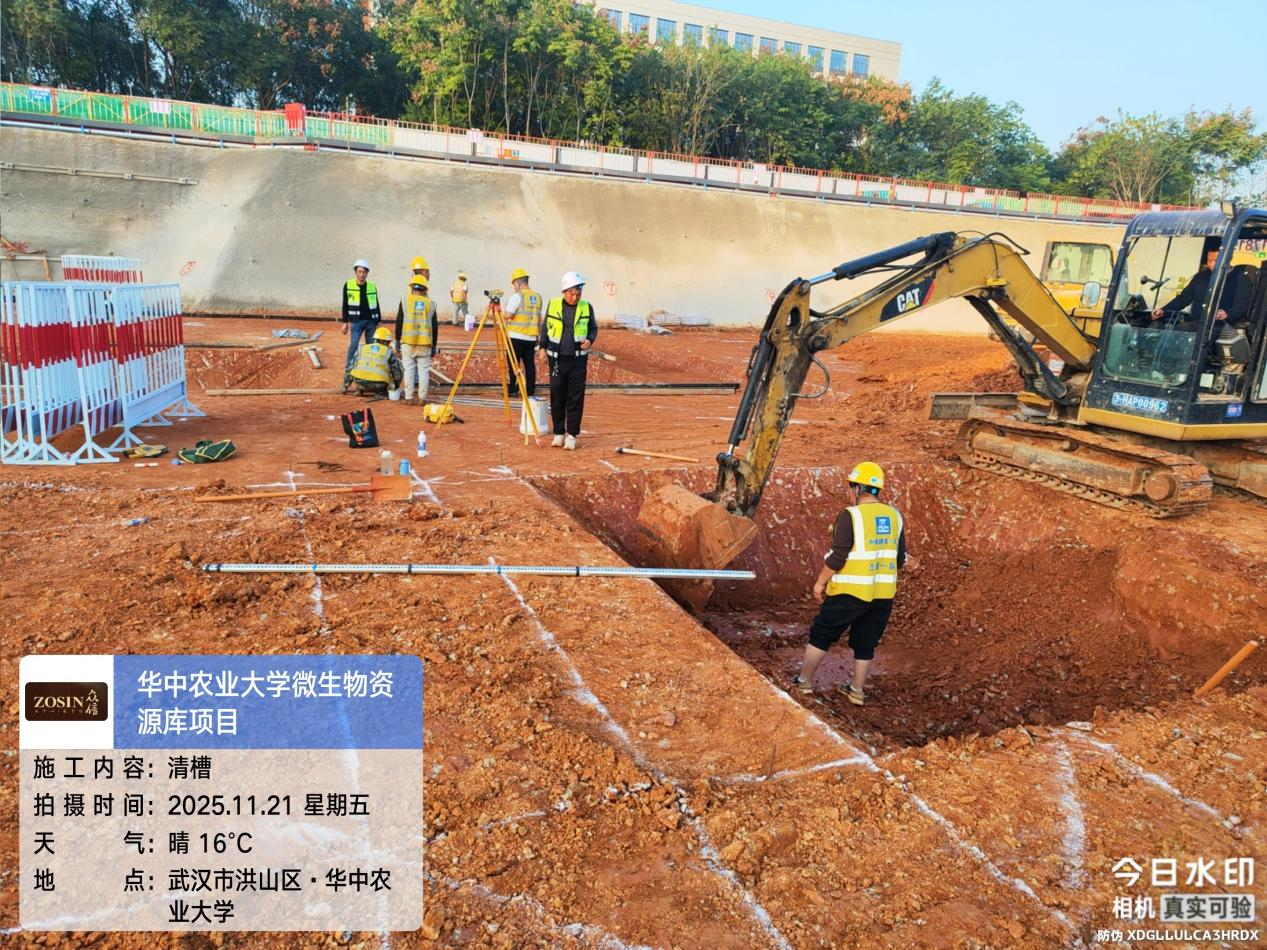 CAT
3-HAP00962
ZOSIN 众信
华中农业大学微生物资
源库项目
施工内容：清槽
拍摄时间：2025.11.21 星期五
天气：晴 16℃
地点：武汉市洪山区·华中农
业大学
今日水印
相机 真实可验
防伪 XDGLLULCA3HRDX